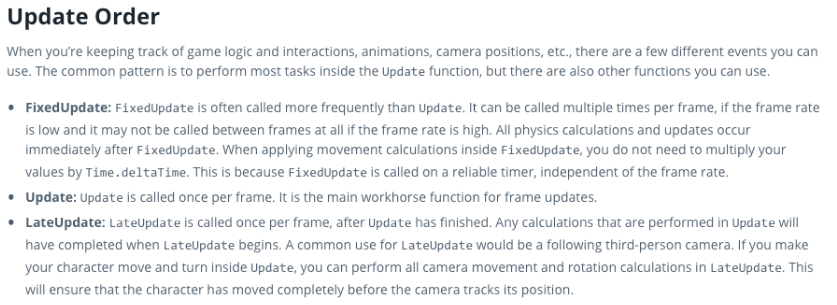 Update Order
When you're keeping track of game logic and interactions, animations, camera positions, etc., there are a few different events you can
use. The common pattern is to perform most tasks inside the Update function, but there are also other functions you can use.
• FixedUpdate: FixedUpdate is often called more frequently than Update. It can be called multiple times per frame, if the frame rate
is low and it may not be called between frames at all if the frame rate is high. All physics calculations and updates occur
immediately after FixedUpdate. When applying movement calculations inside FixedUpdate, you do not need to multiply your
values by Time.deltaTime. This is because FixedUpdate is called on a reliable timer, independent of the frame rate.
• Update: Update is called once per frame. It is the main workhorse function for frame updates.
• LateUpdate: LateUpdate is called once per frame, after Update has finished. Any calculations that are performed in Update will
have completed when LateUpdate begins. A common use for LateUpdate would be a following third-person camera. If you make
your character move and turn inside Update, you can perform all camera movement and rotation calculations in LateUpdate. This
will ensure that the character has moved completely before the camera tracks its position.